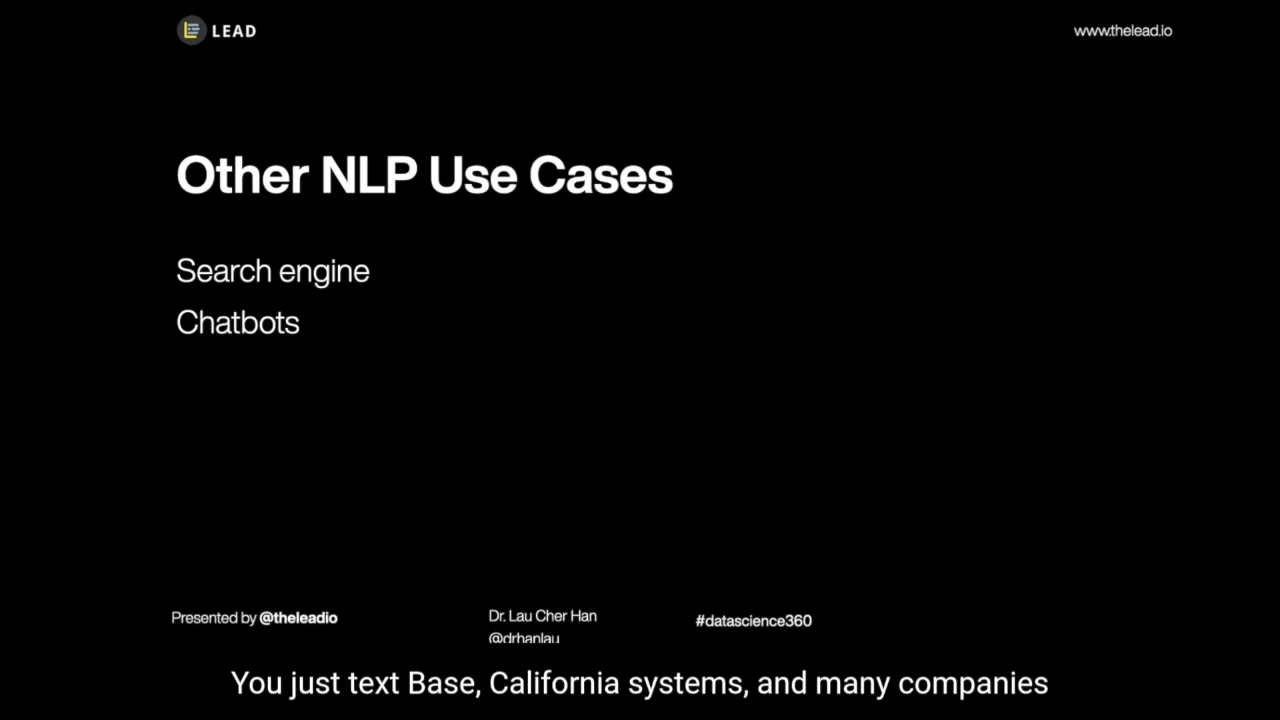 LEAD
www.thelead.io
Other NLP Use Cases
Search engine
Chatbots
Presented by @theleadio
Dr. Lau Cher Han
@drhanlau
#datascience360
You just text Base, California systems, and many companies